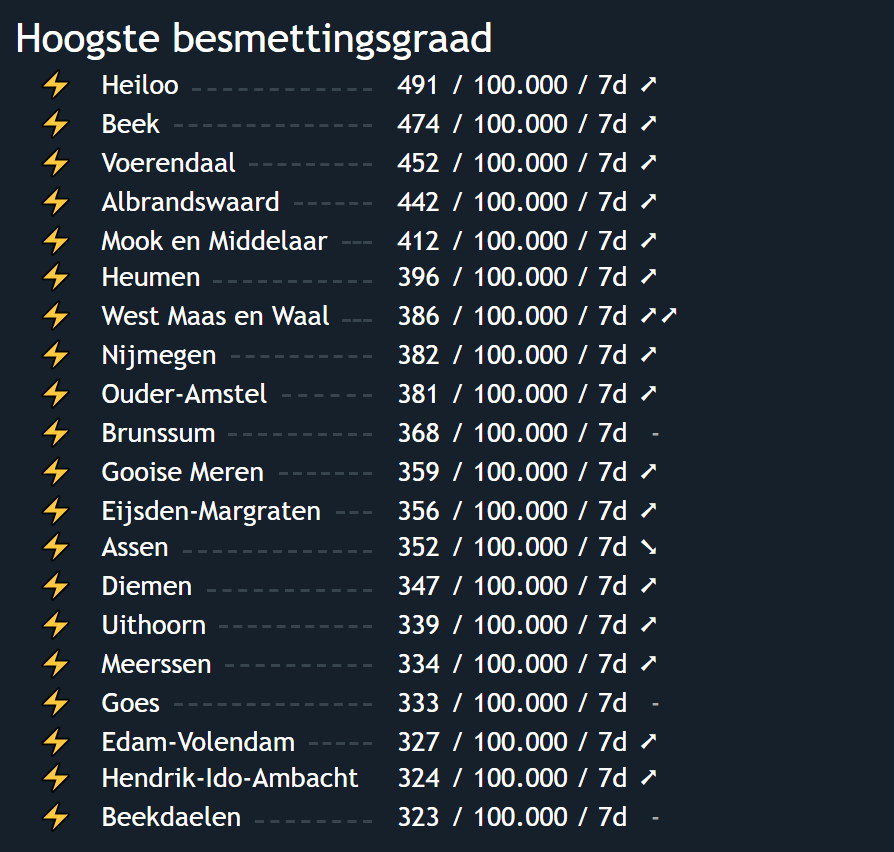 Hoogste besmettingsgraad
⚡ Heiloo ------------- 491 / 100.000 / 7d ➚
⚡ Beek --------------- 474 / 100.000 / 7d ➚
⚡ Voerendaal --------- 452 / 100.000 / 7d ➚
⚡ Albrandswaard ------ 442 / 100.000 / 7d ➚
⚡ Mook en Middelaar --- 412 / 100.000 / 7d ➚
⚡ Heumen ------------ 396 / 100.000 / 7d ➚
⚡ West Maas en Waal --- 386 / 100.000 / 7d ➚➚
⚡ Nijmegen ----------- 382 / 100.000 / 7d ➚
⚡ Ouder-Amstel ------- 381 / 100.000 / 7d ➚
⚡ Brunssum ----------- 368 / 100.000 / 7d -
⚡ Gooise Meren ------- 359 / 100.000 / 7d ➚
⚡ Eijsden-Margraten --- 356 / 100.000 / 7d ➚
⚡ Assen -------------- 352 / 100.000 / 7d ➘
⚡ Diemen ------------- 347 / 100.000 / 7d ➚
⚡ Uithoorn ------------ 339 / 100.000 / 7d ➚
⚡ Meerssen ----------- 334 / 100.000 / 7d ➚
⚡ Goes --------------- 333 / 100.000 / 7d -
⚡ Edam-Volendam ----- 327 / 100.000 / 7d ➚
⚡ Hendrik-Ido-Ambacht 324 / 100.000 / 7d ➚
⚡ Beekdaelen --------- 323 / 100.000 / 7d -